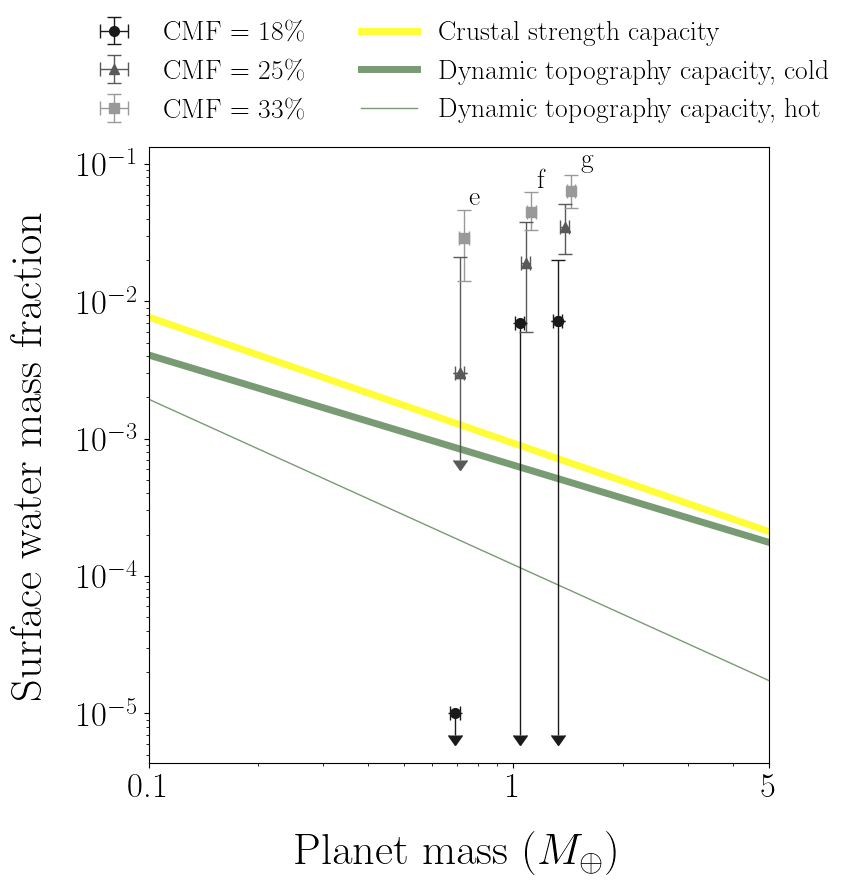 CMF = 18%
CMF = 25%
CMF = 33%
Crustal strength capacity
Dynamic topography capacity, cold
Dynamic topography capacity, hot
10⁻¹
10⁻²
10⁻³
10⁻⁴
10⁻⁵
Surface water mass fraction
e
f
g
0.1
1
5
Planet mass (M⊕)